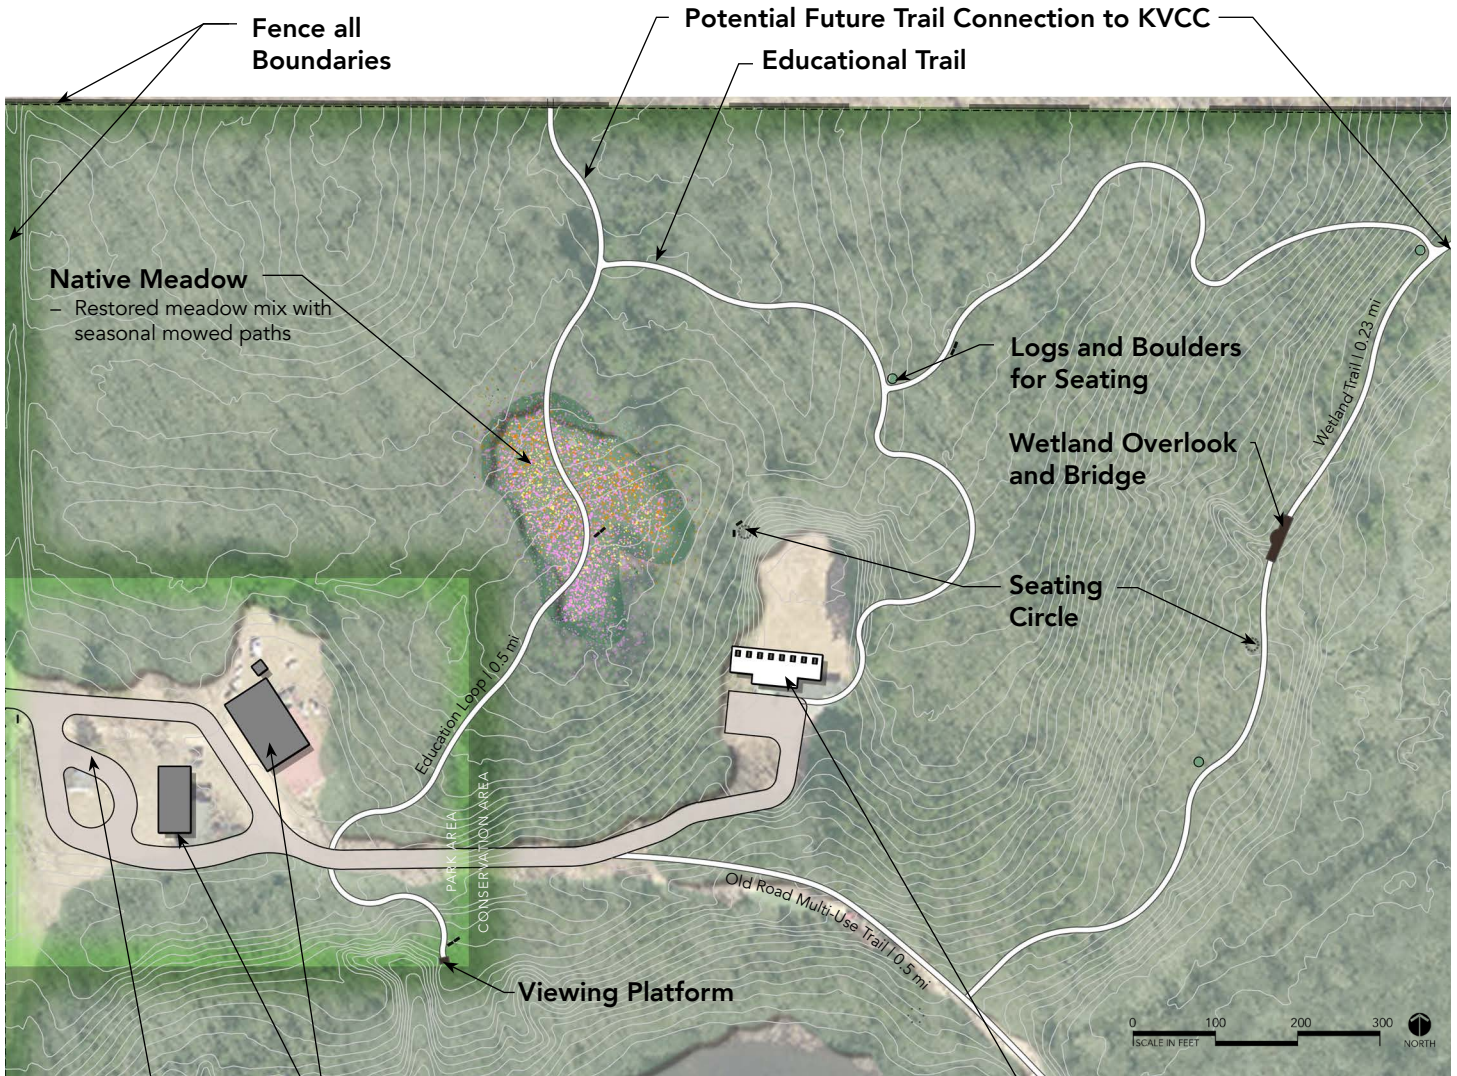 Potential Future Trail Connection to KVCC
Fence all
Boundaries
Educational Trail
Native Meadow
– Restored meadow mix with
seasonal mowed paths
Logs and Boulders
for Seating
Wetland Trail | 0.23 mi
Wetland Overlook
and Bridge
Seating
Circle
Education Loop | 0.5 mi
PARK AREA
CONSERVATION AREA
Old Road Multi-Use Trail | 0.5 mi
Viewing Platform
0 100 200 300
SCALE IN FEET
NORTH